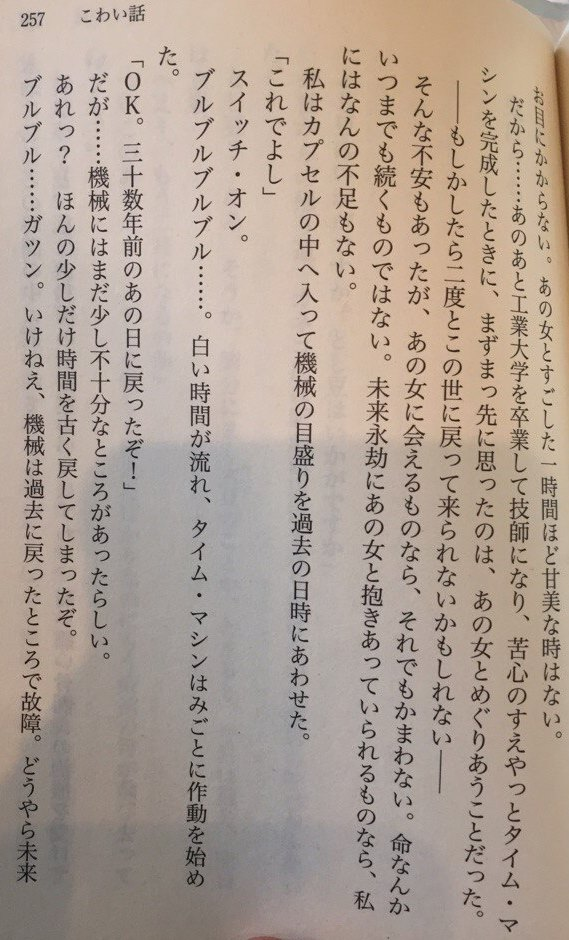 257 こわい話
お目にかからない。あの女とすごした一時間ほど甘美な時はない。
だから……あのあと工業大学を卒業して技師になり、苦心のすえやっとタイム・マ
シンを完成したときに、まずまっ先に思ったのは、あの女とめぐりあうことだった。
――もしかしたら二度とこの世に戻って来られないかもしれない――
そんな不安もあったが、あの女に会えるものなら、それでもかまわない。命なんか
いつまでも続くものではない。未来永劫にあの女と抱きあっていられるものなら、私
にはなんの不足もない。
私はカプセルの中へ入って機械の目盛りを過去の日時にあわせた。
「これでよし」
スイッチ・オン。
ブルブルブルブル……。白い時間が流れ、タイム・マシンはみごとに作動を始め
た。
「OK。三十数年前のあの日に戻ったぞ！」
だが……機械にはまだ少し不十分なところがあったらしい。
あれっ？　ほんの少しだけ時間を古く戻してしまったぞ。
ブルブル……ガツン。いけねえ、機械は過去に戻ったところで故障。どうやら未来